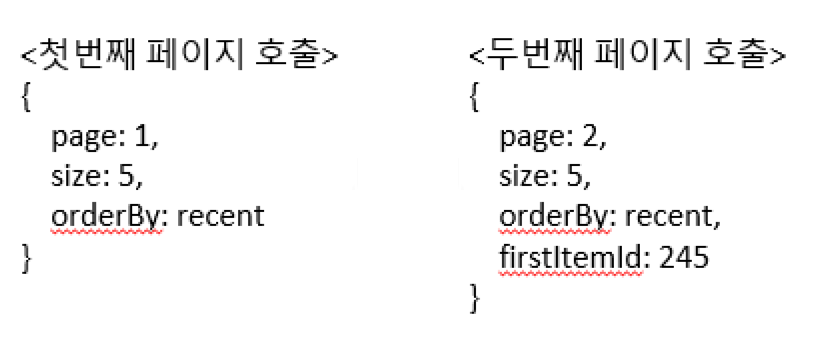 <첫번째 페이지 호출>
{
page: 1,
size: 5,
orderBy: recent
}
<두번째 페이지 호출>
{
page: 2,
size: 5,
orderBy: recent,
firstItemId: 245
}